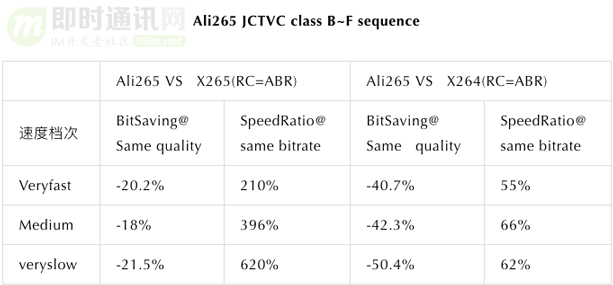 即时通讯网
IM开发者社区 52im.net
Ali265 JCTVC class B~F sequence
Ali265 VS X265(RC=ABR) Ali265 VS X264(RC=ABR)
速度档次 BitSaving@ Same quality SpeedRatio@ same bitrate BitSaving@ Same quality SpeedRatio@ same bitrate
Veryfast -20.2% 210% -40.7% 55%
Medium -18% 396% -42.3% 66%
veryslow -21.5% 620% -50.4% 62%